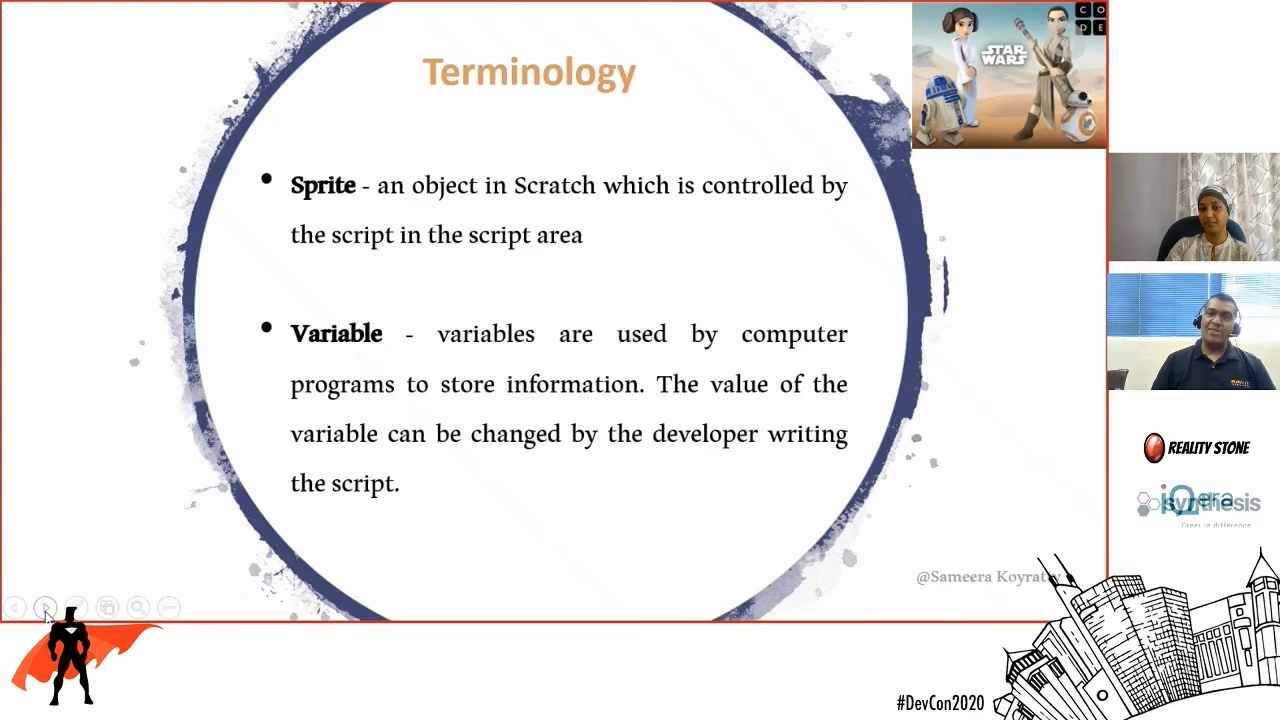 Terminology
STAR
WARS
C O
D E
• Sprite - an object in Scratch which is controlled by
the script in the script area
• Variable - variables are used by computer
programs to store information. The value of the
variable can be changed by the developer writing
the script.
@Sameera Koyratty
REALITY STONE
#DevCon2020